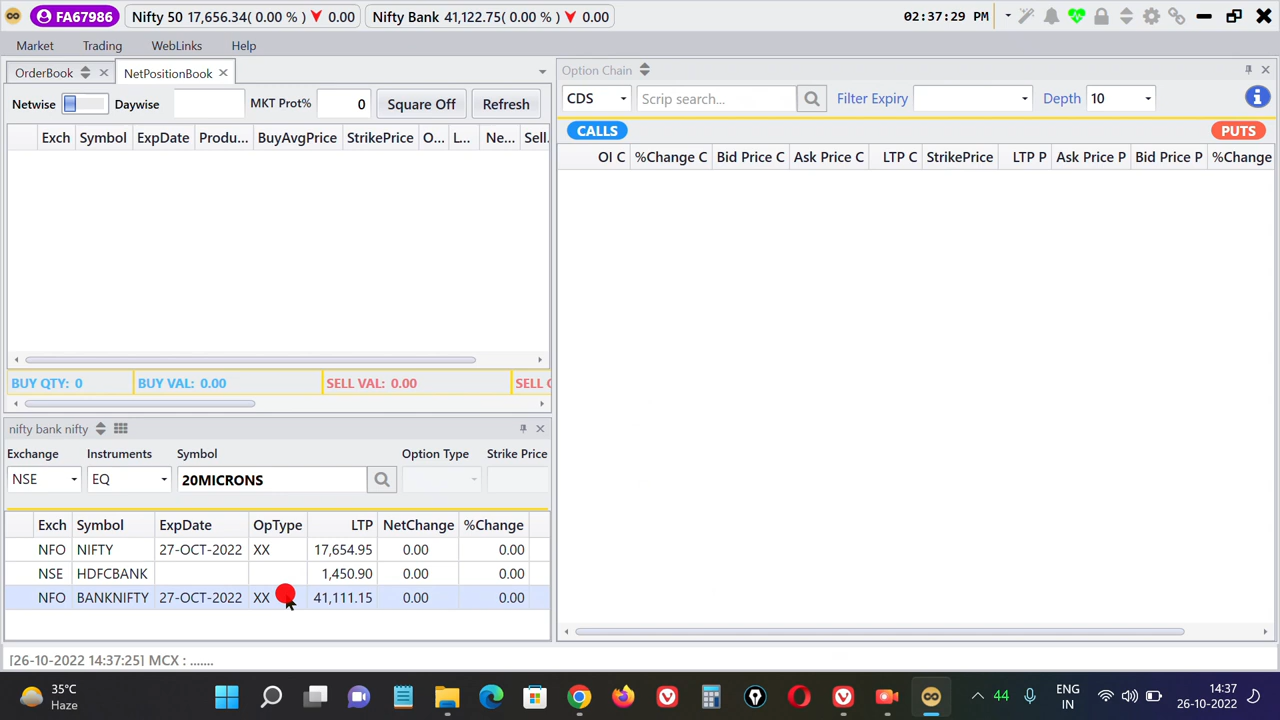 FA67986 Nifty 50 17,656.34( 0.00 % ) 0.00 Nifty Bank 41,122.75( 0.00 % ) 0.00 02:37:29 PM
Market Trading WebLinks Help
OrderBook NetPositionBook
Netwise Daywise MKT Prot% 0 Square Off Refresh
Exch Symbol ExpDate Produ... BuyAvgPrice StrikePrice O... L... Ne... Sell.
BUY QTY: 0 BUY VAL: 0.00 SELL VAL: 0.00 SELL
Option Chain
CDS Scrip search... Filter Expiry Depth 10
CALLS PUTS
OI C %Change C Bid Price C Ask Price C LTP C StrikePrice LTP P Ask Price P Bid Price P %Change
nifty bank nifty
Exchange Instruments Symbol Option Type Strike Price
NSE EQ 20MICRONS
Exch Symbol ExpDate OpType LTP NetChange %Change
NFO NIFTY 27-OCT-2022 XX 17,654.95 0.00 0.00
NSE HDFCBANK 1,450.90 0.00 0.00
NFO BANKNIFTY 27-OCT-2022 XX 41,111.15 0.00 0.00
[26-10-2022 14:37:25] MCX : .......
35°C
Haze
44
ENG
IN
14:37
26-10-2022